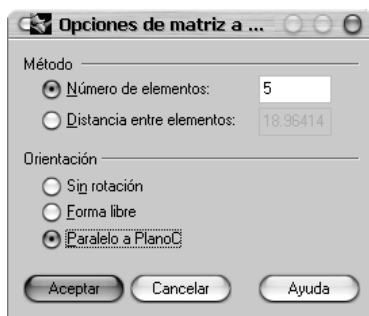 Opciones de matriz a ...
Método
Número de elementos: 5
Distancia entre elementos: 18.96414
Orientación
Sin rotación
Forma libre
Paralelo a PlanoC
Aceptar Cancelar Ayuda